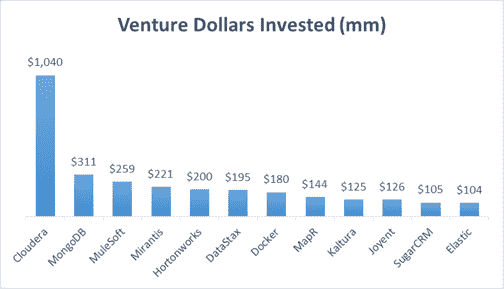 Venture Dollars Invested (mm)
$1,040
$311
$259
$221
$200
$195
$180
$144
$125
$126
$105
$104
Cloudera
MongoDB
MuleSoft
Mirantis
Hortonworks
DataStax
Docker
MapR
Kaltura
Joyent
SugarCRM
Elastic